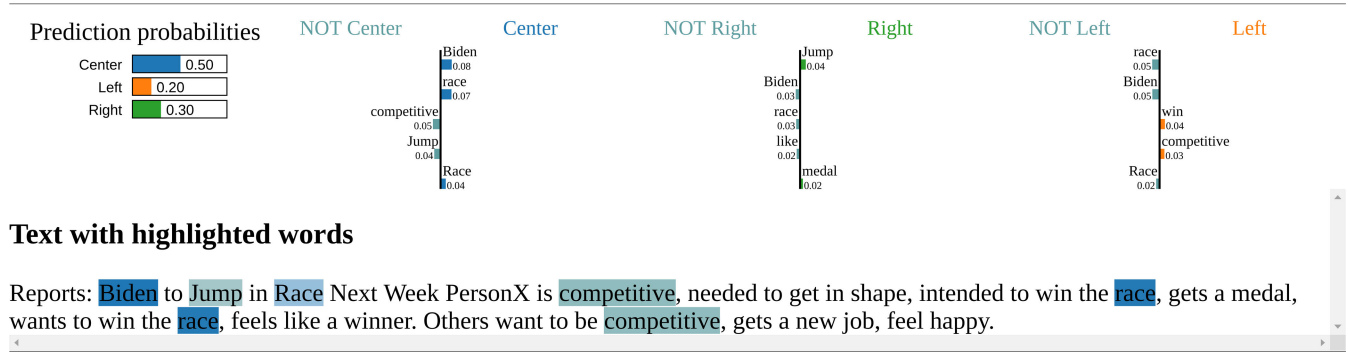 Prediction probabilities
Center 0.50
Left 0.20
Right 0.30
NOT Center Center
Biden
0.08
race
0.07
competitive
0.05
Jump
0.04
Race
0.04
NOT Right Right
Jump
0.04
Biden
0.03
race
0.03
like
0.02
medal
0.02
NOT Left Left
race
0.05
Biden
0.05
win
0.04
competitive
0.03
Race
0.02
Text with highlighted words
Reports: Biden to Jump in Race Next Week PersonX is competitive, needed to get in shape, intended to win the race, gets a medal,
wants to win the race, feels like a winner. Others want to be competitive, gets a new job, feel happy.